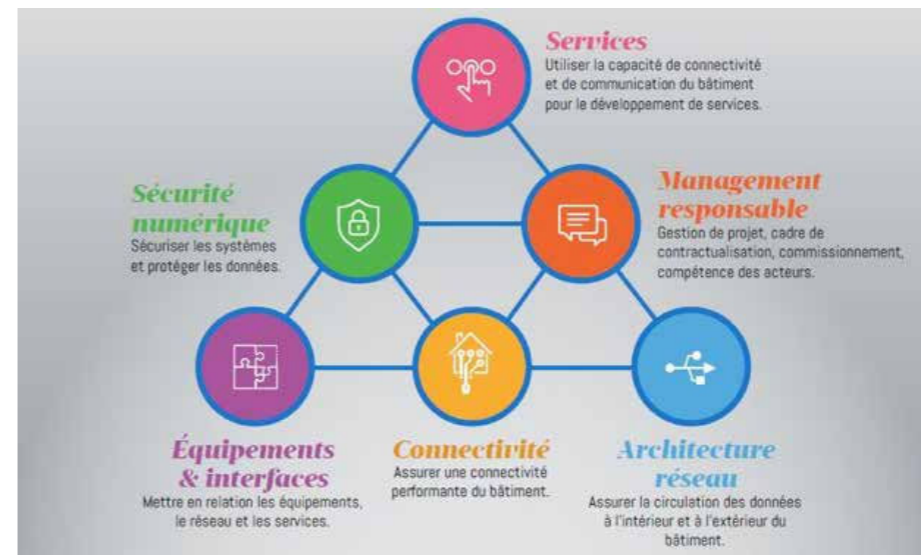 Services
Utiliser la capacité de connectivité
et de communication du bâtiment
pour le développement de services.
Sécurité
numérique
Sécuriser les systèmes
et protéger les données.
Management
responsable
Gestion de projet, cadre de
contractualisation, commissionnement,
compétence des acteurs.
Équipements
& interfaces
Mettre en relation les équipements,
le réseau et les services.
Connectivité
Assurer une connectivité
performante du bâtiment.
Architecture
réseau
Assurer la circulation des données
à l'intérieur et à l'extérieur du
bâtiment.